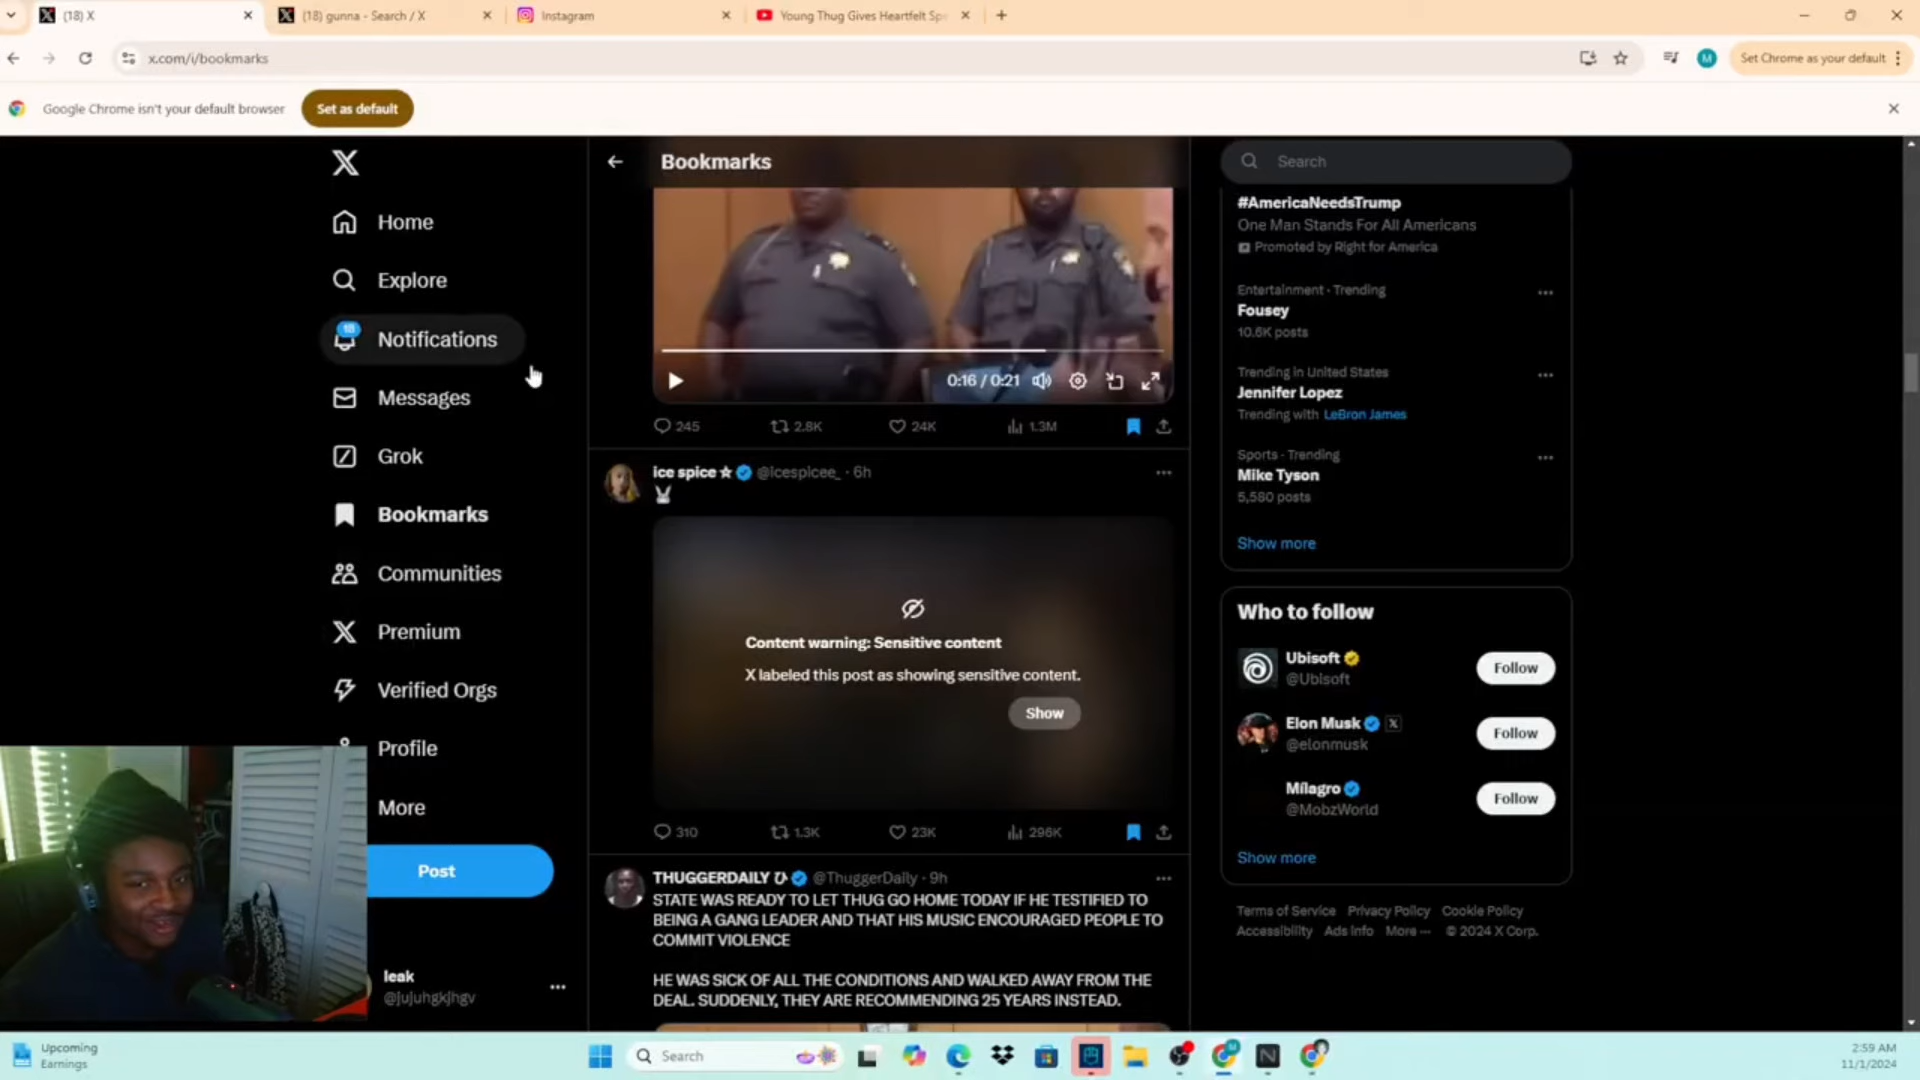 (18) X
(18) gunna - Search / X
Instagram
Young Thug Gives Heartfelt Sp
x.com/i/bookmarks
M
Set Chrome as your default
Google Chrome isn't your default browser
Set as default
Home
Explore
18
Notifications
Messages
Grok
Bookmarks
Communities
Premium
Verified Orgs
Profile
More
Post
leak
@jujuhgkjhgv
Bookmarks
0:16 / 0:21
245
2.8K
24K
1.3M
ice spice ☆ @icespicee_ · 6h
Content warning: Sensitive content
X labeled this post as showing sensitive content.
Show
310
1.3K
23K
296K
THUGGERDAILY ひ @ThuggerDaily · 9h
STATE WAS READY TO LET THUG GO HOME TODAY IF HE TESTIFIED TO
BEING A GANG LEADER AND THAT HIS MUSIC ENCOURAGED PEOPLE TO
COMMIT VIOLENCE
HE WAS SICK OF ALL THE CONDITIONS AND WALKED AWAY FROM THE
DEAL. SUDDENLY, THEY ARE RECOMMENDING 25 YEARS INSTEAD.
Search
#AmericaNeedsTrump
One Man Stands For All Americans
Promoted by Right for America
Entertainment · Trending
Fousey
10.6K posts
Trending in United States
Jennifer Lopez
Trending with LeBron James
Sports · Trending
Mike Tyson
5,580 posts
Show more
Who to follow
Ubisoft
@Ubisoft
Follow
Elon Musk
@elonmusk
Follow
Milagro
@MobzWorld
Follow
Show more
Terms of Service Privacy Policy Cookie Policy
Accessibility Ads info More ··· © 2024 X Corp.
Upcoming
Earnings
Search
2:59 AM
11/1/2024